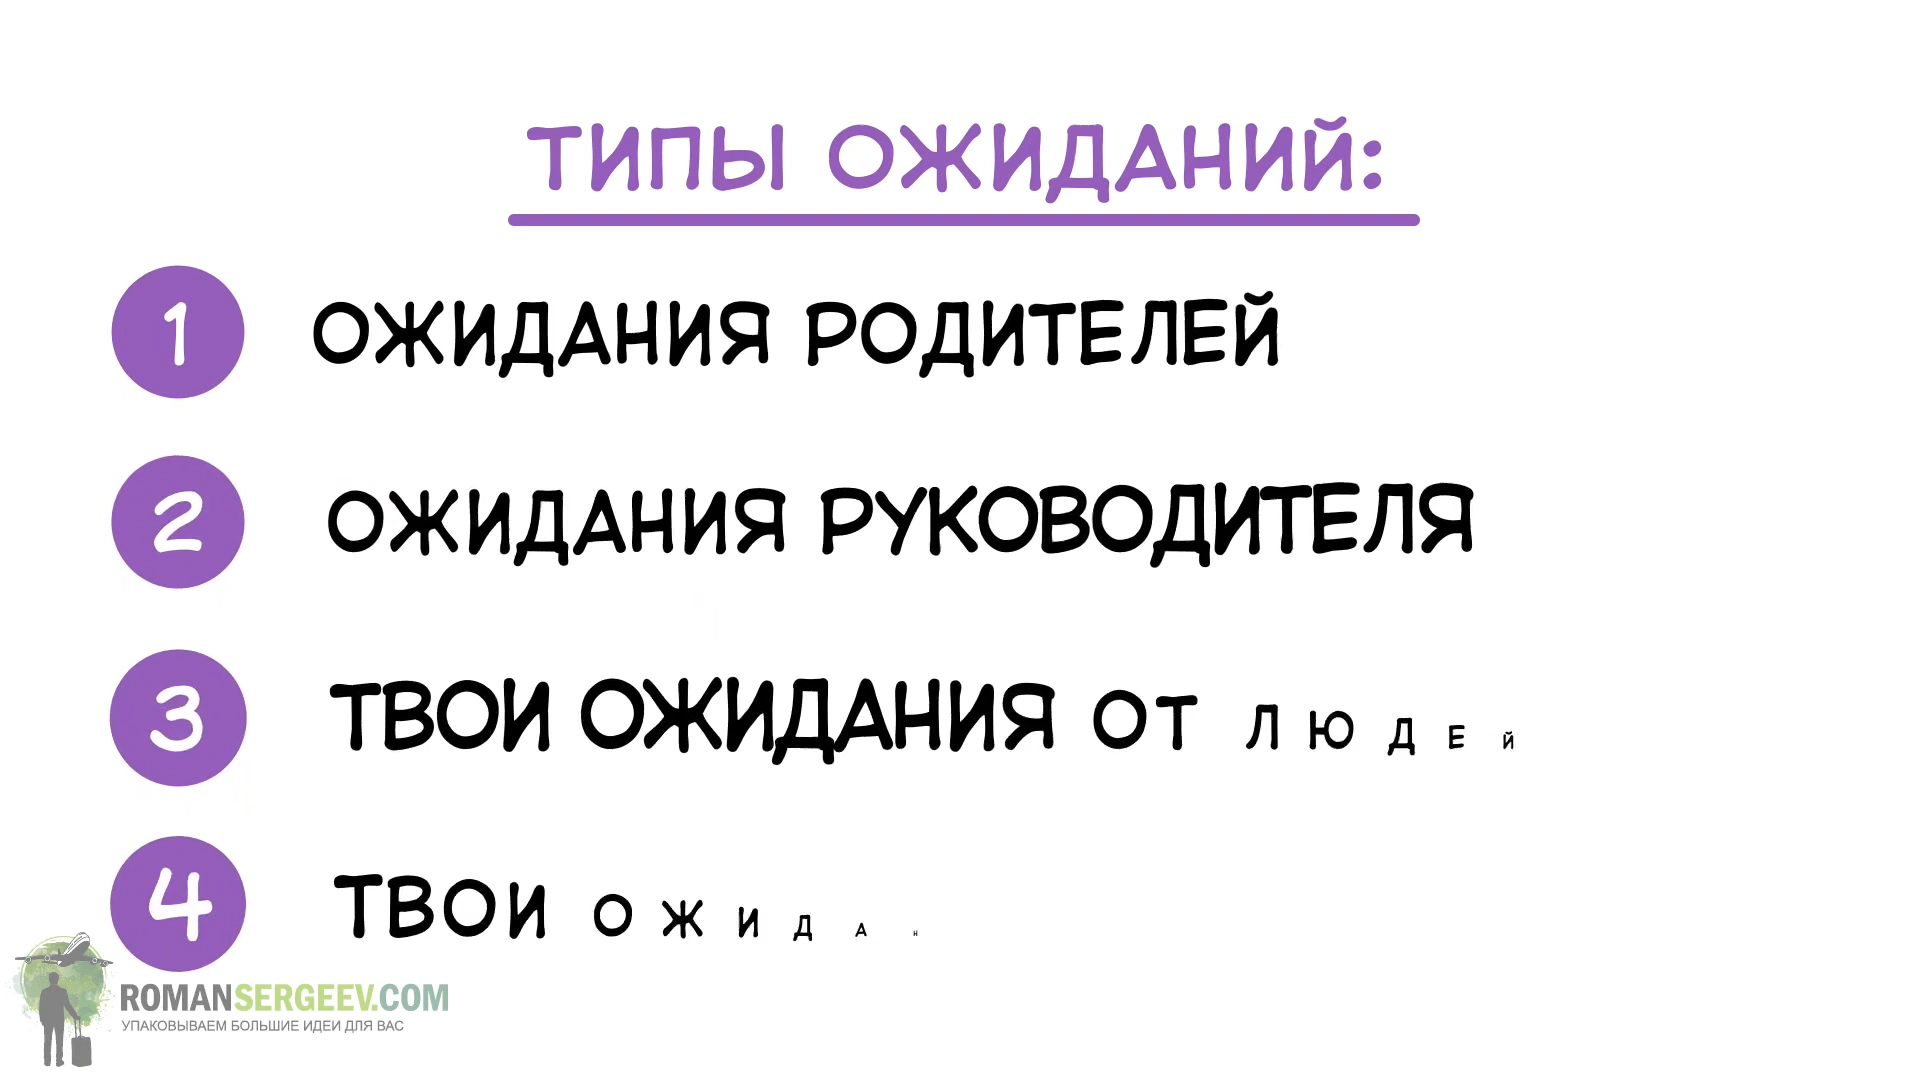 ТИПЫ ОЖИДАНИЙ:
1 ОЖИДАНИЯ РОДИТЕЛЕЙ
2 ОЖИДАНИЯ РУКОВОДИТЕЛЯ
3 ТВОИ ОЖИДАНИЯ ОТ ЛЮДЕЙ
4 ТВОИ ОЖИДАН
ROMANSERGEEV.COM
УПАКОВЫВАЕМ БОЛЬШИЕ ИДЕИ ДЛЯ ВАС